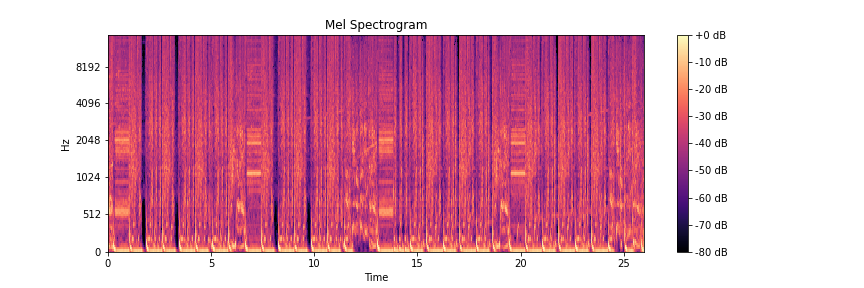 Mel Spectrogram
+0 dB
8192
-10 dB
4096
-20 dB
-30 dB
2048
Hz
-40 dB
1024
-50 dB
512
-60 dB
-70 dB
0
-80 dB
0 5 10 15 20 25
Time